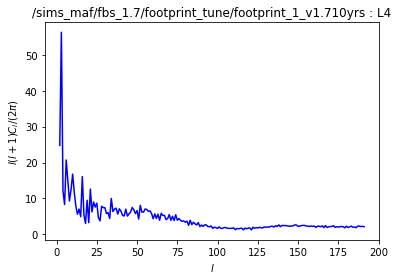 /sims_maf/fbs_1.7/footprint_tune/footprint_1_v1.710yrs : L4
l(l + 1)Cₗ/(2π)
50
40
30
20
10
0
0 25 50 75 100 125 150 175 200
l